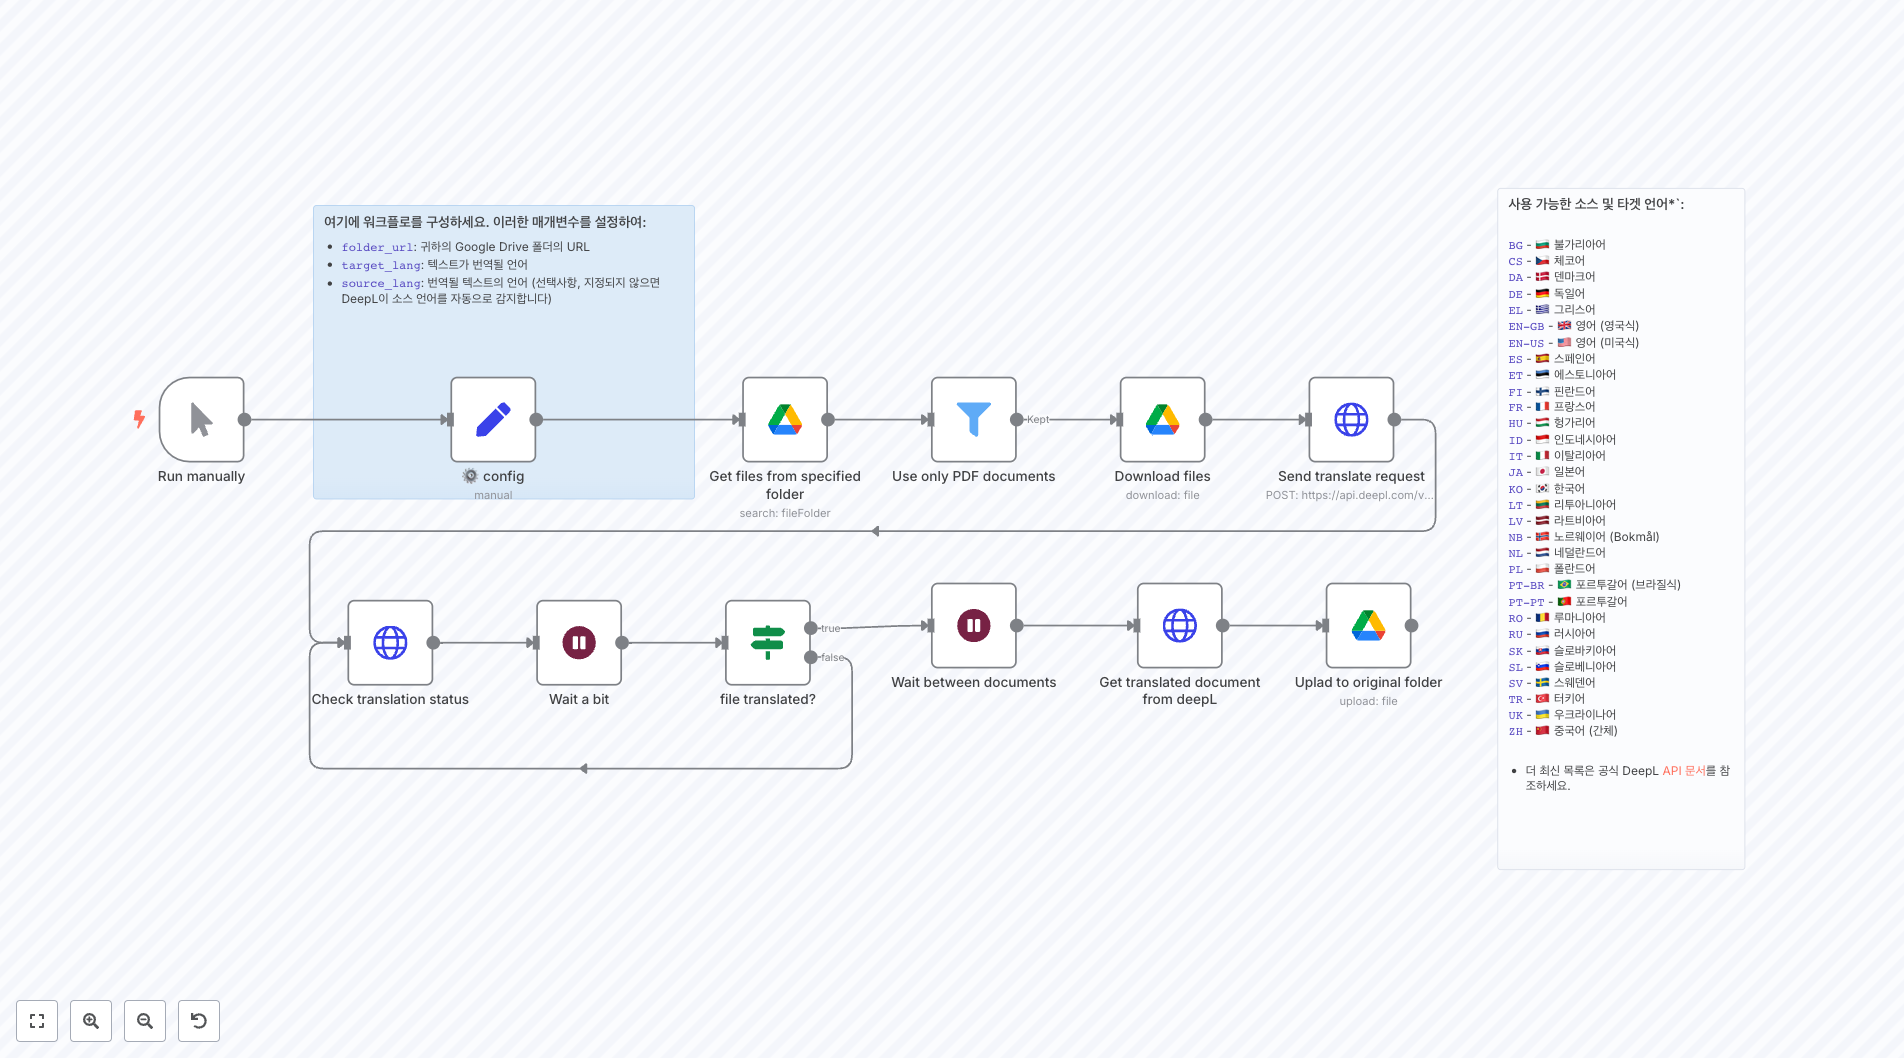 여기에 워크플로를 구성하세요. 이러한 매개변수를 설정하여:
folder_url: 귀하의 Google Drive 폴더의 URL
target_lang: 텍스트가 번역될 언어
source_lang: 번역될 텍스트의 언어 (선택사항, 지정되지 않으면
DeepL이 소스 언어를 자동으로 감지합니다)
Run manually
config
manual
Get files from specified
folder
search: fileFolder
Use only PDF documents
Kept
Download files
download: file
Send translate request
POST: https://api.deepl.com/v...
Check translation status
Wait a bit
file translated?
true
false
Wait between documents
Get translated document
from deepL
Uplad to original folder
upload: file
사용 가능한 소스 및 타겟 언어*`:
BG - 🇧🇬 불가리아어
CS - 🇨🇿 체코어
DA - 🇩🇰 덴마크어
DE - 🇩🇪 독일어
EL - 🇬🇷 그리스어
EN-GB - 🇬🇧 영어 (영국식)
EN-US - 🇺🇸 영어 (미국식)
ES - 🇪🇸 스페인어
ET - 🇪🇪 에스토니아어
FI - 🇫🇮 핀란드어
FR - 🇫🇷 프랑스어
HU - 🇭🇺 헝가리어
ID - 🇮🇩 인도네시아어
IT - 🇮🇹 이탈리아어
JA - 🇯🇵 일본어
KO - 🇰🇷 한국어
LT - 🇱🇹 리투아니아어
LV - 🇱🇻 라트비아어
NB - 🇳🇴 노르웨이어 (Bokmål)
NL - 🇳🇱 네덜란드어
PL - 🇵🇱 폴란드어
PT-BR - 🇧🇷 포르투갈어 (브라질식)
PT-PT - 🇵🇹 포르투갈어
RO - 🇷🇴 루마니아어
RU - 🇷🇺 러시아어
SK - 🇸🇰 슬로바키아어
SL - 🇸🇮 슬로베니아어
SV - 🇸🇪 스웨덴어
TR - 🇹🇷 터키어
UK - 🇺🇦 우크라이나어
ZH - 🇨🇳 중국어 (간체)
더 최신 목록은 공식 DeepL API 문서를 참
조하세요.